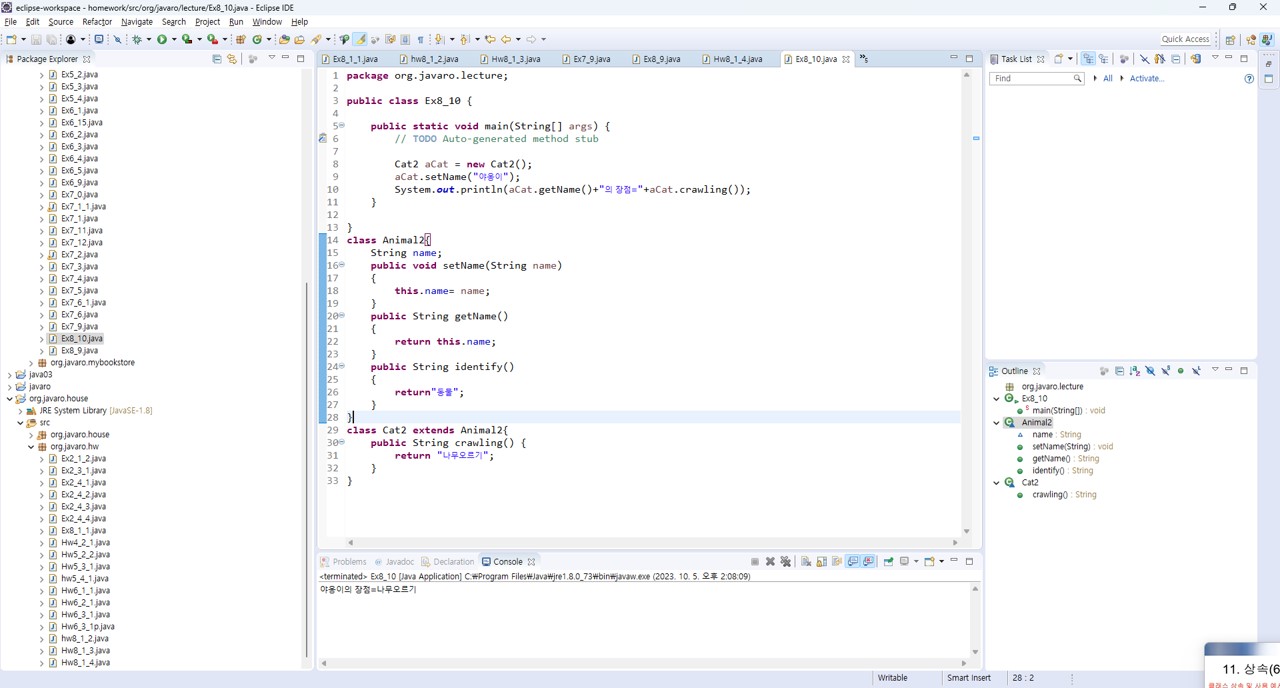 eclipse-workspace - homework/src/org/javaro/lecture/Ex8_10.java - Eclipse IDE
File Edit Source Refactor Navigate Search Project Run Window Help
Quick Access
Package Explorer
Ex5_2.java
Ex5_3.java
Ex5_4.java
Ex6_1.java
Ex6_15.java
Ex6_2.java
Ex6_3.java
Ex6_4.java
Ex6_5.java
Ex6_9.java
Ex7_0.java
Ex7_1_1.java
Ex7_1.java
Ex7_11.java
Ex7_12.java
Ex7_2.java
Ex7_3.java
Ex7_4.java
Ex7_5.java
Ex7_6_1.java
Ex7_6.java
Ex7_9.java
Ex8_10.java
Ex8_9.java
org.javaro.mybookstore
java03
javaro
org.javaro.house
JRE System Library [JavaSE-1.8]
src
org.javaro.house
org.javaro.hw
Ex2_1_2.java
Ex2_3_1.java
Ex2_4_1.java
Ex2_4_2.java
Ex2_4_3.java
Ex2_4_4.java
Ex8_1_1.java
Hw4_2_1.java
Hw5_2_2.java
Hw5_3_1.java
hw5_4_1.java
Hw6_1_1.java
Hw6_2_1.java
Hw6_3_1.java
Hw6_3_1p.java
hw8_1_2.java
Hw8_1_3.java
Hw8_1_4.java
Ex8_1_1.java hw8_1_2.java Hw8_1_3.java Ex7_9.java Ex8_9.java Hw8_1_4.java Ex8_10.java »5
1 package org.javaro.lecture;
2
3 public class Ex8_10 {
4
5 public static void main(String[] args) {
6 // TODO Auto-generated method stub
7
8 Cat2 aCat = new Cat2();
9 aCat.setName("야옹이");
10 System.out.println(aCat.getName()+"의 장점="+aCat.crawling());
11 }
12
13 }
14 class Animal2{
15 String name;
16 public void setName(String name)
17 {
18 this.name= name;
19 }
20 public String getName()
21 {
22 return this.name;
23 }
24 public String identify()
25 {
26 return"동물";
27 }
28 }
29 class Cat2 extends Animal2{
30 public String crawling() {
31 return "나무오르기";
32 }
33 }
Problems Javadoc Declaration Console
<terminated> Ex8_10 [Java Application] C:₩Program Files₩Java₩jre1.8.0_73₩bin₩javaw.exe (2023. 10. 5. 오후 2:08:09)
야옹이의 장점=나무오르기
Task List
Find All Activate...
Outline
org.javaro.lecture
Ex8_10
main(String[]) : void
Animal2
name : String
setName(String) : void
getName() : String
identify() : String
Cat2
crawling() : String
Writable Smart Insert 28 : 2
11. 상속(6